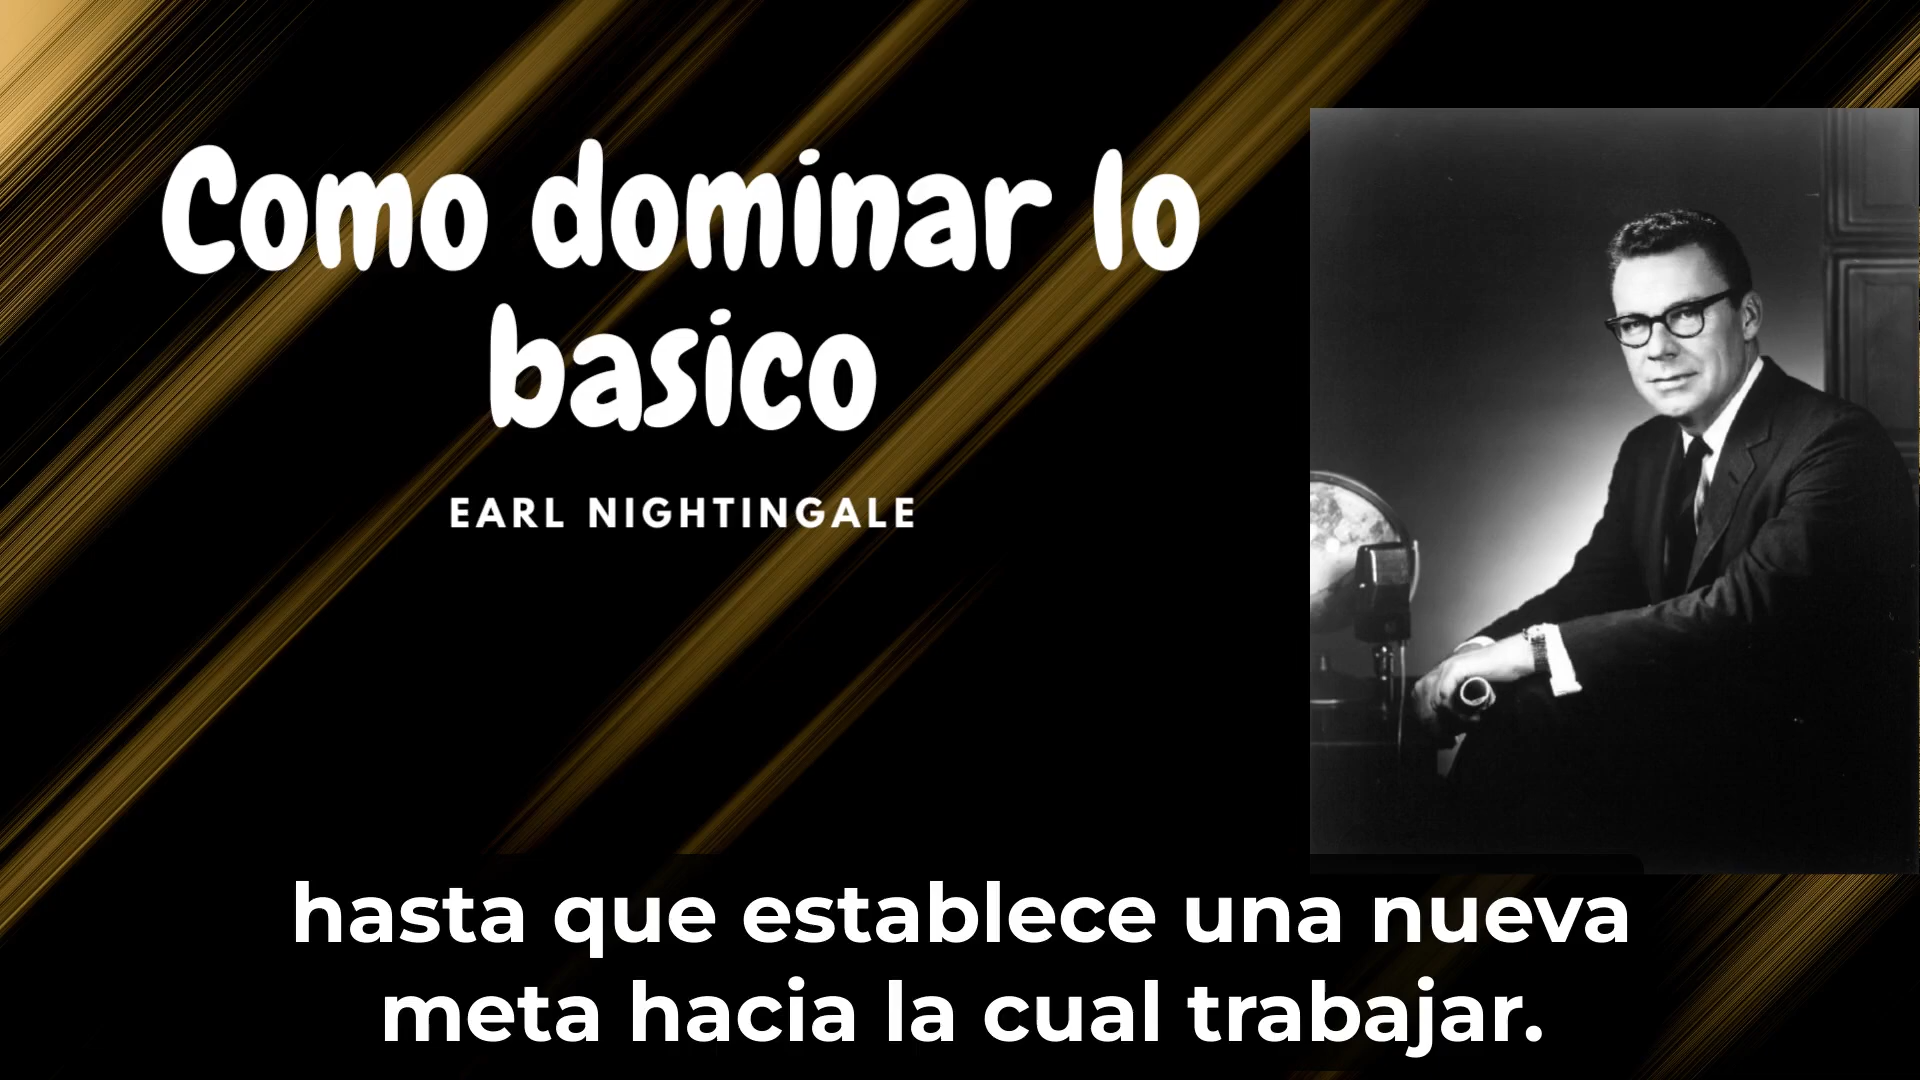 Como dominar lo
basico
EARL NIGHTINGALE
hasta que establece una nueva
meta hacia la cual trabajar.